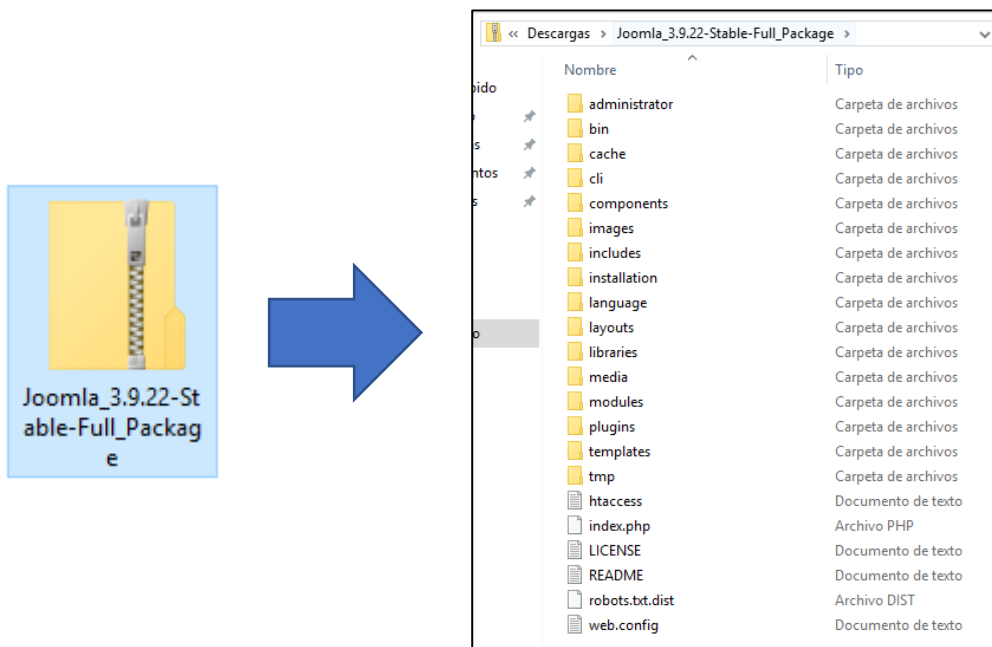 Joomla_3.9.22-St
able-Full_Packag
e
« Descargas > Joomla_3.9.22-Stable-Full_Package >
Nombre Tipo
administrator Carpeta de archivos
bin Carpeta de archivos
cache Carpeta de archivos
cli Carpeta de archivos
components Carpeta de archivos
images Carpeta de archivos
includes Carpeta de archivos
installation Carpeta de archivos
language Carpeta de archivos
layouts Carpeta de archivos
libraries Carpeta de archivos
media Carpeta de archivos
modules Carpeta de archivos
plugins Carpeta de archivos
templates Carpeta de archivos
tmp Carpeta de archivos
htaccess Documento de texto
index.php Archivo PHP
LICENSE Documento de texto
README Documento de texto
robots.txt.dist Archivo DIST
web.config Documento de texto